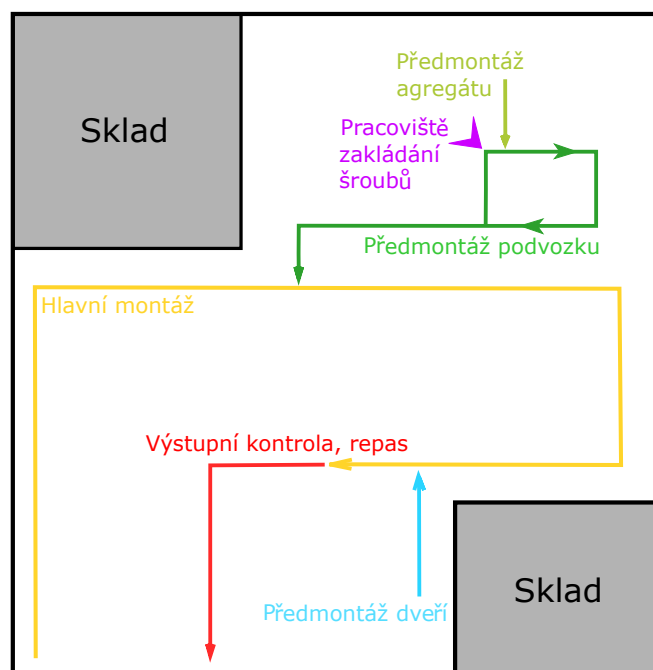 Sklad
Předmontáž
agregátu
Pracoviště
zakládání
šroubů
Předmontáž podvozku
Hlavní montáž
Výstupní kontrola, repas
Předmontáž dveří
Sklad